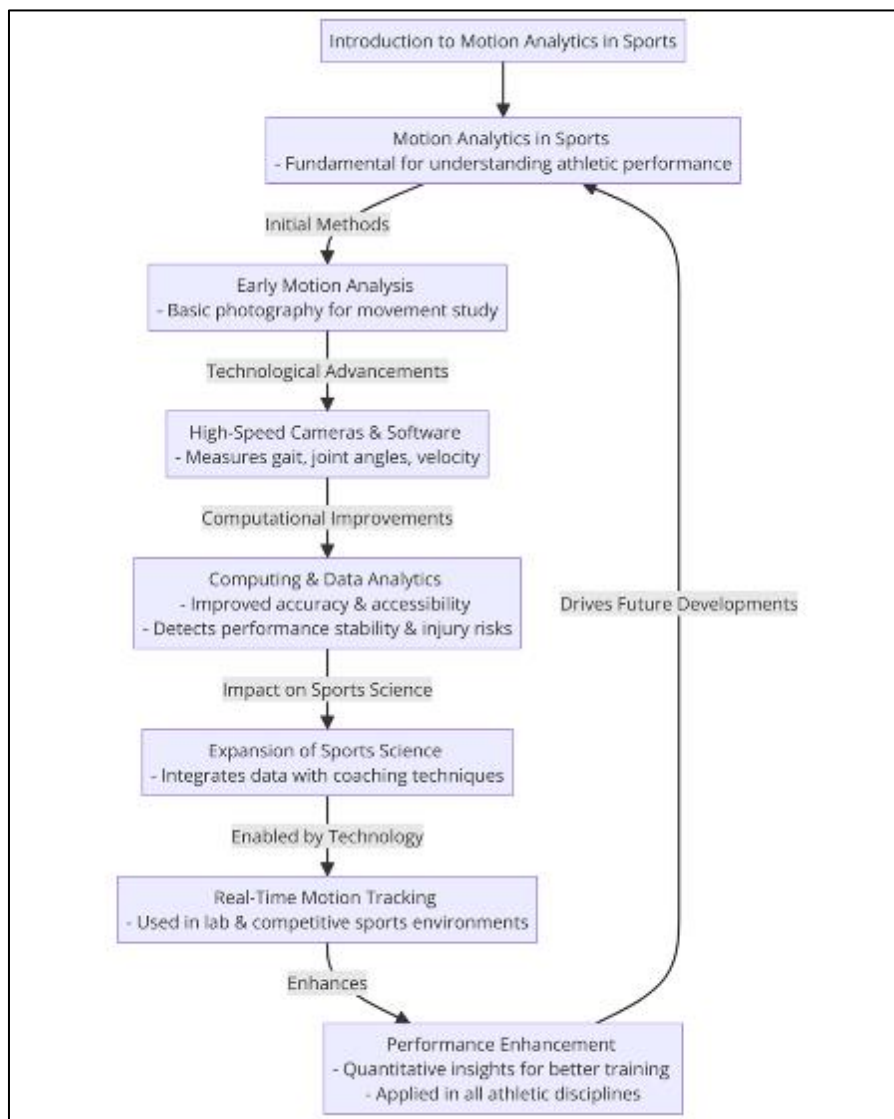 Introduction to Motion Analytics in Sports
Motion Analytics in Sports
- Fundamental for understanding athletic performance
Initial Methods
Early Motion Analysis
- Basic photography for movement study
Technological Advancements
High-Speed Cameras & Software
- Measures gait, joint angles, velocity
Computational Improvements
Computing & Data Analytics
- Improved accuracy & accessibility
- Detects performance stability & injury risks
Drives Future Developments
Impact on Sports Science
Expansion of Sports Science
- Integrates data with coaching techniques
Enabled by Technology
Real-Time Motion Tracking
- Used in lab & competitive sports environments
Enhances
Performance Enhancement
- Quantitative insights for better training
- Applied in all athletic disciplines